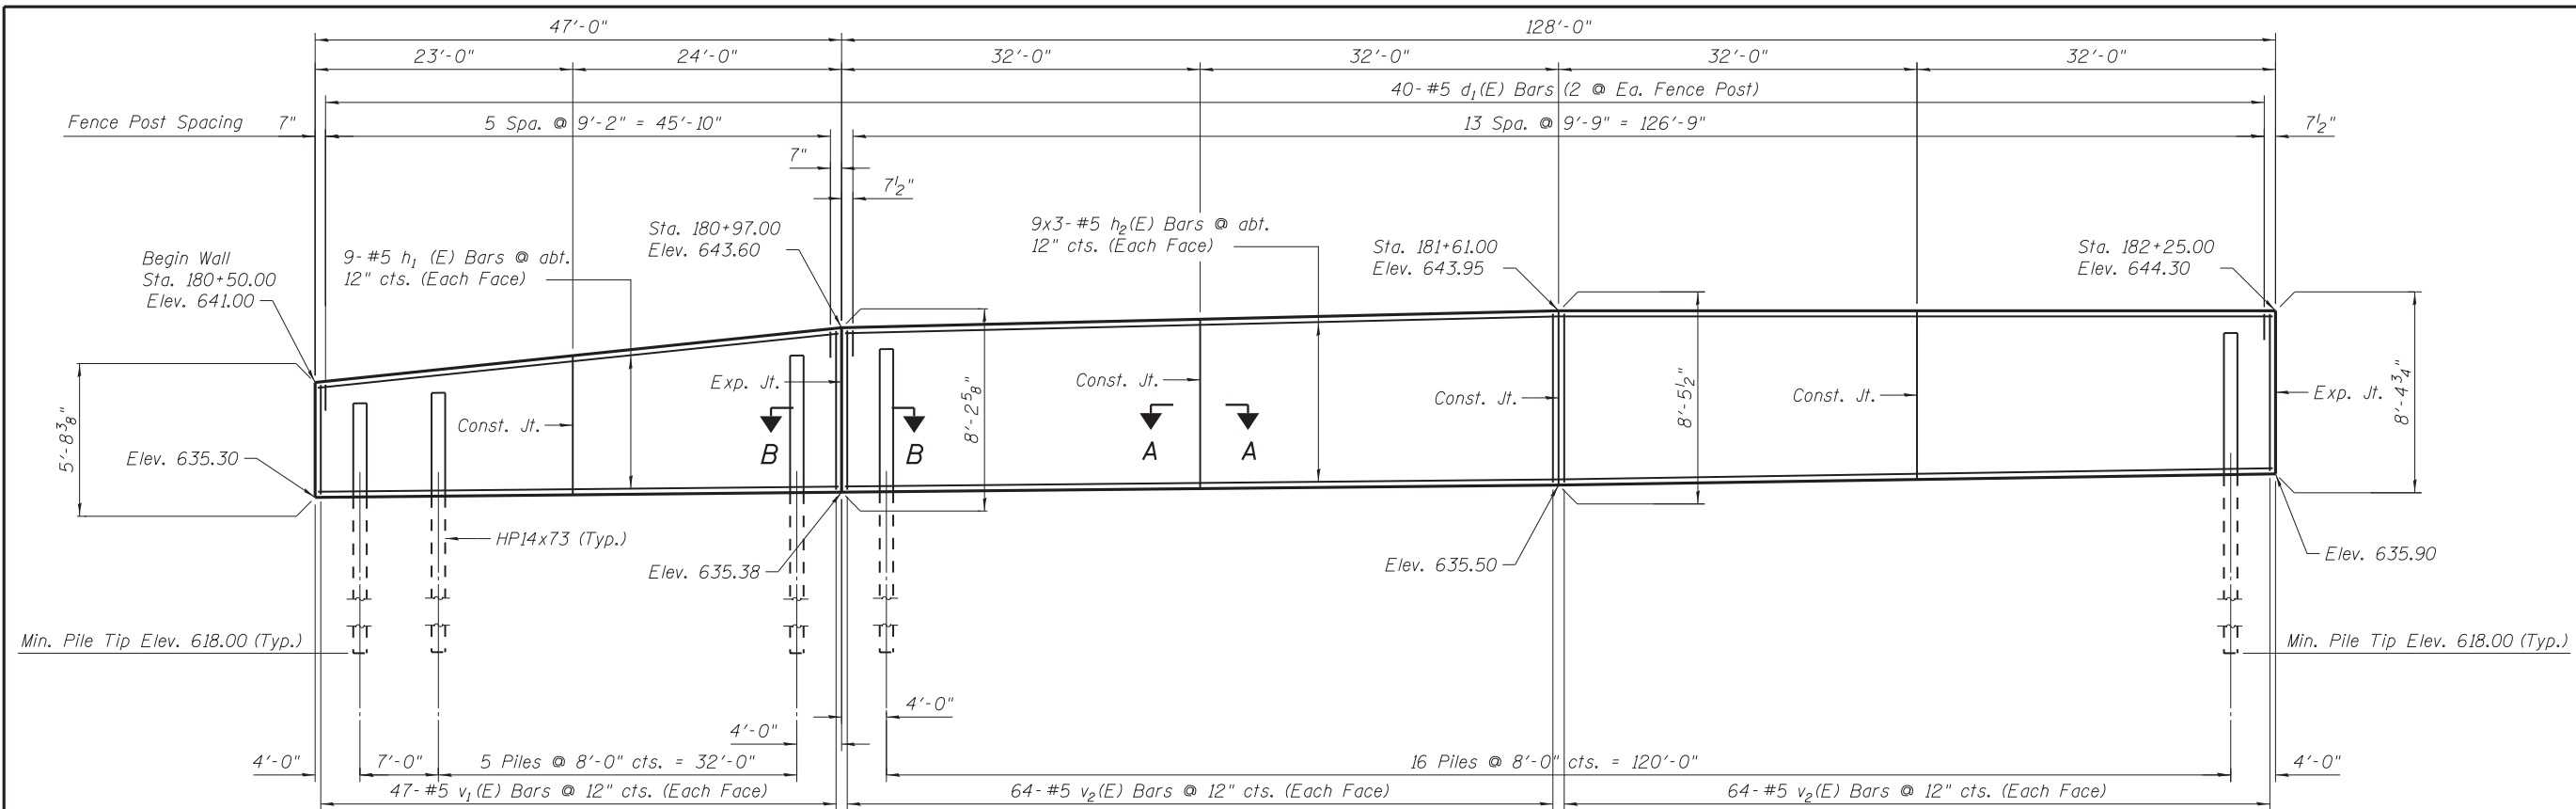 47'-0"
128'-0"
23'-0"
24'-0"
32'-0"
32'-0"
32'-0"
32'-0"
40-#5 d₁(E) Bars (2 @ Ea. Fence Post)
Fence Post Spacing
7"
5 Spa. @ 9'-2" = 45'-10"
13 Spa. @ 9'-9" = 126'-9"
7½"
7"
7½"
Begin Wall
Sta. 180+50.00
Elev. 641.00
9-#5 h₁ (E) Bars @ abt.
12" cts. (Each Face)
Sta. 180+97.00
Elev. 643.60
9x3-#5 h₂(E) Bars @ abt.
12" cts. (Each Face)
Sta. 181+61.00
Elev. 643.95
Sta. 182+25.00
Elev. 644.30
5'-8⅜"
Elev. 635.30
Const. Jt.
Exp. Jt.
B
B
8'-2⅝"
Const. Jt.
A
A
Const. Jt.
8'-5½"
Const. Jt.
Exp. Jt.
8'-4¾"
HP14x73 (Typ.)
Elev. 635.38
Elev. 635.50
Elev. 635.90
Min. Pile Tip Elev. 618.00 (Typ.)
Min. Pile Tip Elev. 618.00 (Typ.)
4'-0"
4'-0"
4'-0"
7'-0"
5 Piles @ 8'-0" cts. = 32'-0"
16 Piles @ 8'-0" cts. = 120'-0"
4'-0"
47-#5 v₁(E) Bars @ 12" cts. (Each Face)
64-#5 v₂(E) Bars @ 12" cts. (Each Face)
64-#5 v₂(E) Bars @ 12" cts. (Each Face)